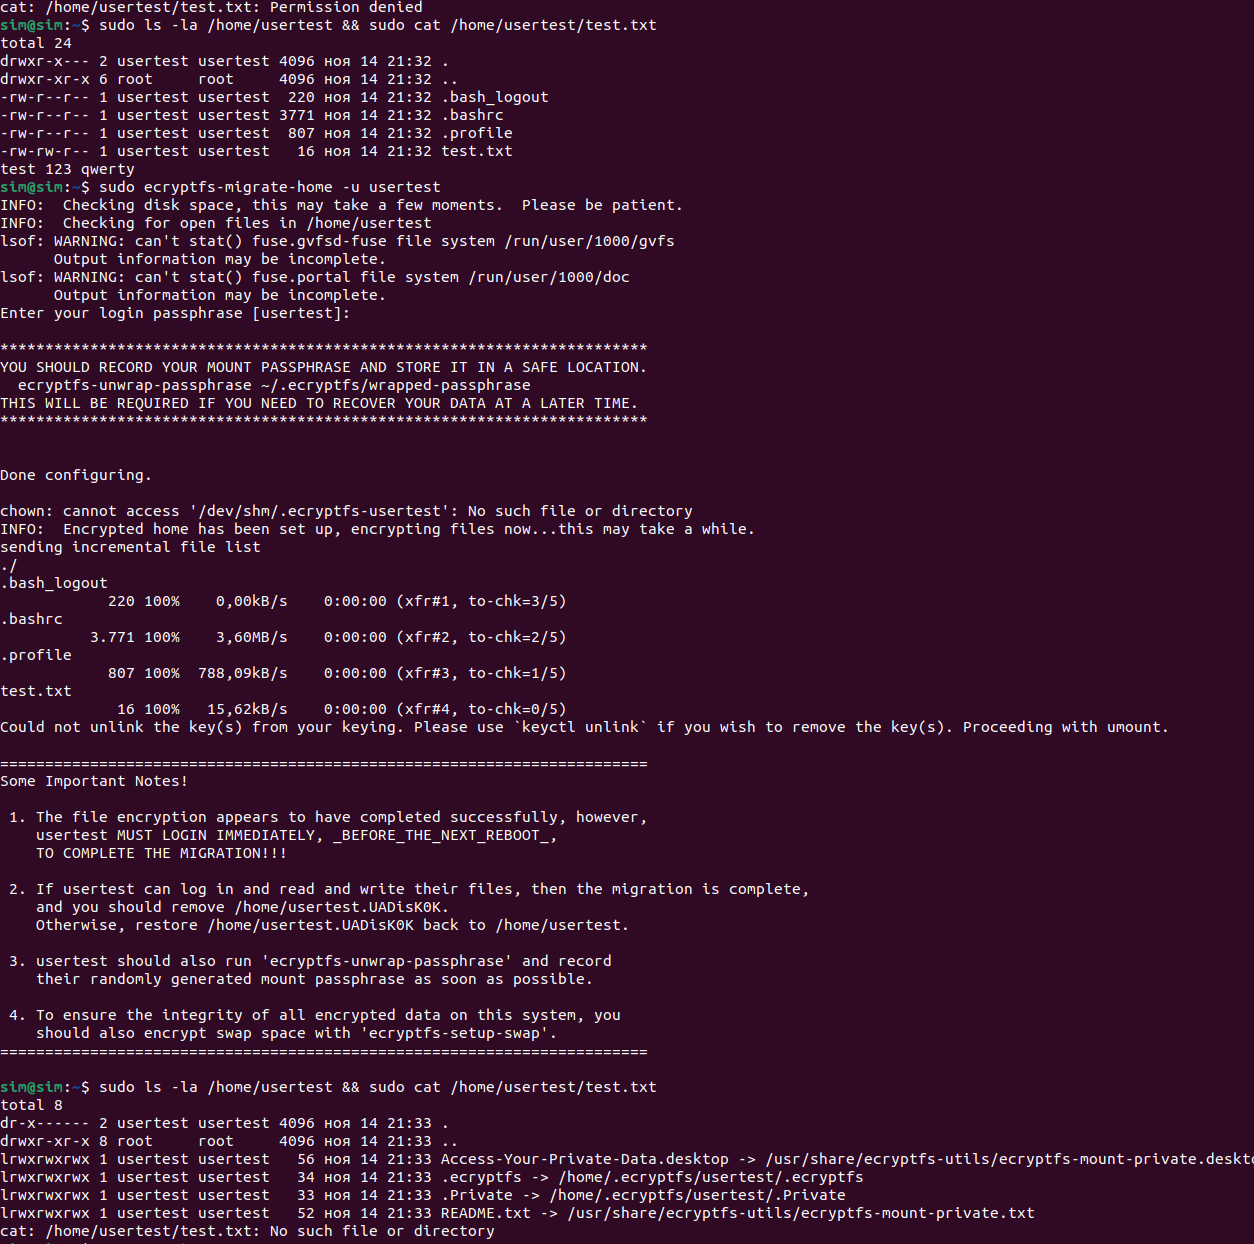 cat: /home/usertest/test.txt: Permission denied
sim@sim:~$ sudo ls -la /home/usertest && sudo cat /home/usertest/test.txt
total 24
drwxr-x--- 2 usertest usertest 4096 ноя 14 21:32 .
drwxr-xr-x 6 root     root     4096 ноя 14 21:32 ..
-rw-r--r-- 1 usertest usertest  220 ноя 14 21:32 .bash_logout
-rw-r--r-- 1 usertest usertest 3771 ноя 14 21:32 .bashrc
-rw-r--r-- 1 usertest usertest  807 ноя 14 21:32 .profile
-rw-rw-r-- 1 usertest usertest   16 ноя 14 21:32 test.txt
test 123 qwerty
sim@sim:~$ sudo ecryptfs-migrate-home -u usertest
INFO:  Checking disk space, this may take a few moments.  Please be patient.
INFO:  Checking for open files in /home/usertest
lsof: WARNING: can't stat() fuse.gvfsd-fuse file system /run/user/1000/gvfs
      Output information may be incomplete.
lsof: WARNING: can't stat() fuse.portal file system /run/user/1000/doc
      Output information may be incomplete.
Enter your login passphrase [usertest]:
************************************************************************
YOU SHOULD RECORD YOUR MOUNT PASSPHRASE AND STORE IT IN A SAFE LOCATION.
  ecryptfs-unwrap-passphrase ~/.ecryptfs/wrapped-passphrase
THIS WILL BE REQUIRED IF YOU NEED TO RECOVER YOUR DATA AT A LATER TIME.
************************************************************************
Done configuring.
chown: cannot access '/dev/shm/.ecryptfs-usertest': No such file or directory
INFO:  Encrypted home has been set up, encrypting files now...this may take a while.
sending incremental file list
./
.bash_logout
            220 100%    0,00kB/s    0:00:00 (xfr#1, to-chk=3/5)
.bashrc
          3.771 100%    3,60MB/s    0:00:00 (xfr#2, to-chk=2/5)
.profile
            807 100%  788,09kB/s    0:00:00 (xfr#3, to-chk=1/5)
test.txt
             16 100%   15,62kB/s    0:00:00 (xfr#4, to-chk=0/5)
Could not unlink the key(s) from your keying. Please use `keyctl unlink` if you wish to remove the key(s). Proceeding with umount.
========================================================================
Some Important Notes!
 1. The file encryption appears to have completed successfully, however,
    usertest MUST LOGIN IMMEDIATELY, _BEFORE_THE_NEXT_REBOOT_,
    TO COMPLETE THE MIGRATION!!!
 2. If usertest can log in and read and write their files, then the migration is complete,
    and you should remove /home/usertest.UADisK0K.
    Otherwise, restore /home/usertest.UADisK0K back to /home/usertest.
 3. usertest should also run 'ecryptfs-unwrap-passphrase' and record
    their randomly generated mount passphrase as soon as possible.
 4. To ensure the integrity of all encrypted data on this system, you
    should also encrypt swap space with 'ecryptfs-setup-swap'.
========================================================================
sim@sim:~$ sudo ls -la /home/usertest && sudo cat /home/usertest/test.txt
total 8
dr-x------ 2 usertest usertest 4096 ноя 14 21:33 .
drwxr-xr-x 8 root     root     4096 ноя 14 21:33 ..
lrwxrwxrwx 1 usertest usertest   56 ноя 14 21:33 Access-Your-Private-Data.desktop -> /usr/share/ecryptfs-utils/ecryptfs-mount-private.deskto
lrwxrwxrwx 1 usertest usertest   34 ноя 14 21:33 .ecryptfs -> /home/.ecryptfs/usertest/.ecryptfs
lrwxrwxrwx 1 usertest usertest   33 ноя 14 21:33 .Private -> /home/.ecryptfs/usertest/.Private
lrwxrwxrwx 1 usertest usertest   52 ноя 14 21:33 README.txt -> /usr/share/ecryptfs-utils/ecryptfs-mount-private.txt
cat: /home/usertest/test.txt: No such file or directory